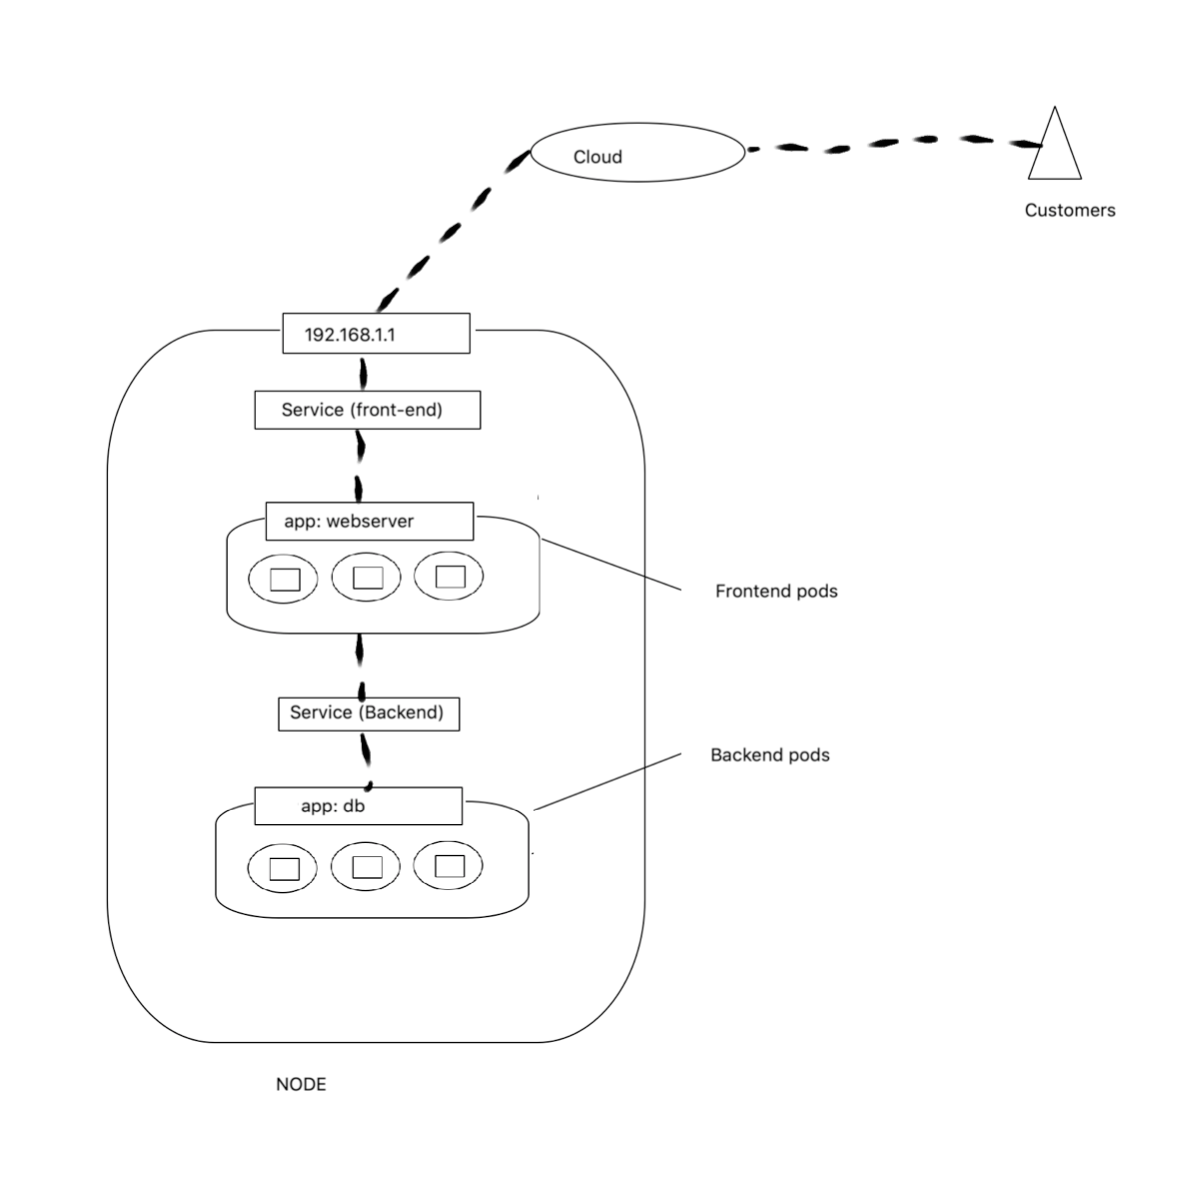 Cloud
Customers
192.168.1.1
Service (front-end)
app: webserver
Frontend pods
Service (Backend)
Backend pods
app: db
NODE